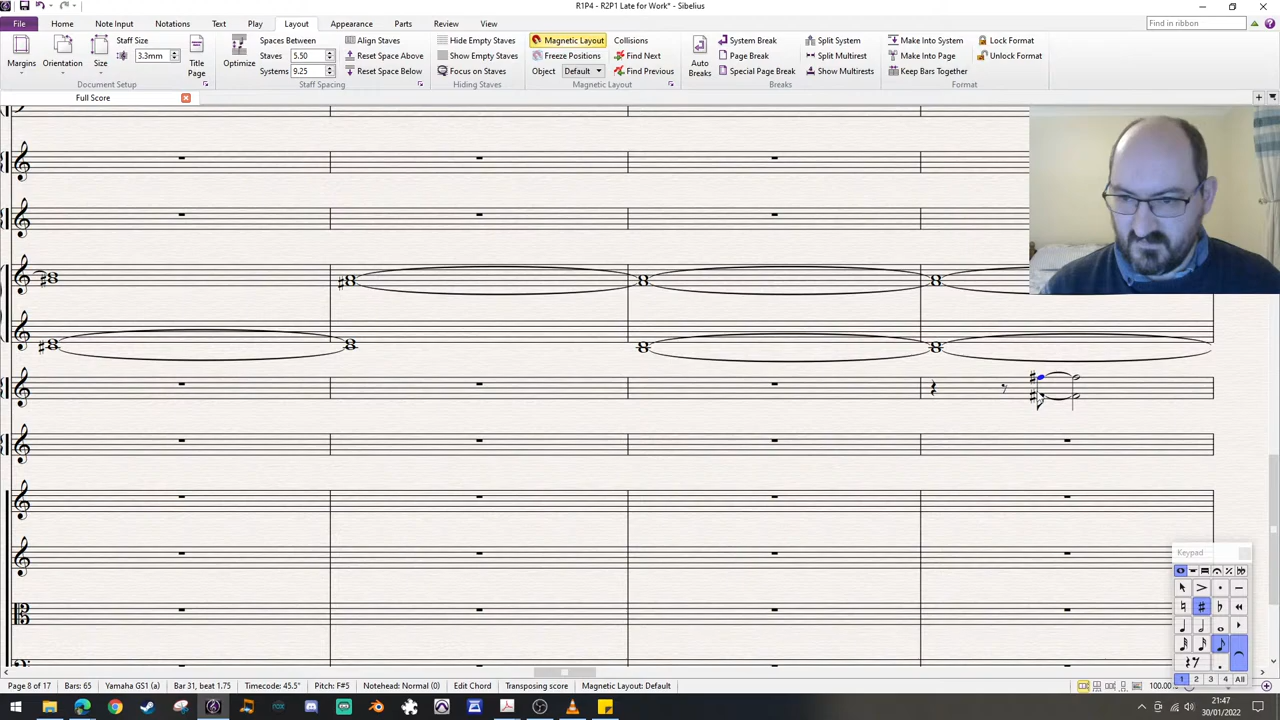 R1P4 - R2P1 Late for Work* - Sibelius
File Home Note Input Notations Text Play Layout Appearance Parts Review View Find in ribbon
Margins Orientation Staff Size 3.3mm Size Title Page Document Setup
Optimize Spaces Between Staves 5.50 Systems 9.25 Align Staves Reset Space Above Reset Space Below Staff Spacing
Hide Empty Staves Show Empty Staves Focus on Staves Hiding Staves
Magnetic Layout Freeze Positions Object Default Collisions Find Next Find Previous Magnetic Layout
Auto Breaks System Break Page Break Special Page Break Split System Split Multirest Show Multirests Breaks
Make Into System Make Into Page Keep Bars Together Lock Format Unlock Format Format
Full Score
Keypad
1 2 3 4 All
Page 8 of 17 Bars: 65 Yamaha GS1 (a) Bar 31, beat 1.75 Timecode: 45.5" Pitch: F#5 Notehead: Normal (0) Edit Chord Transposing score Magnetic Layout: Default 100.00
21:47
30/01/2022